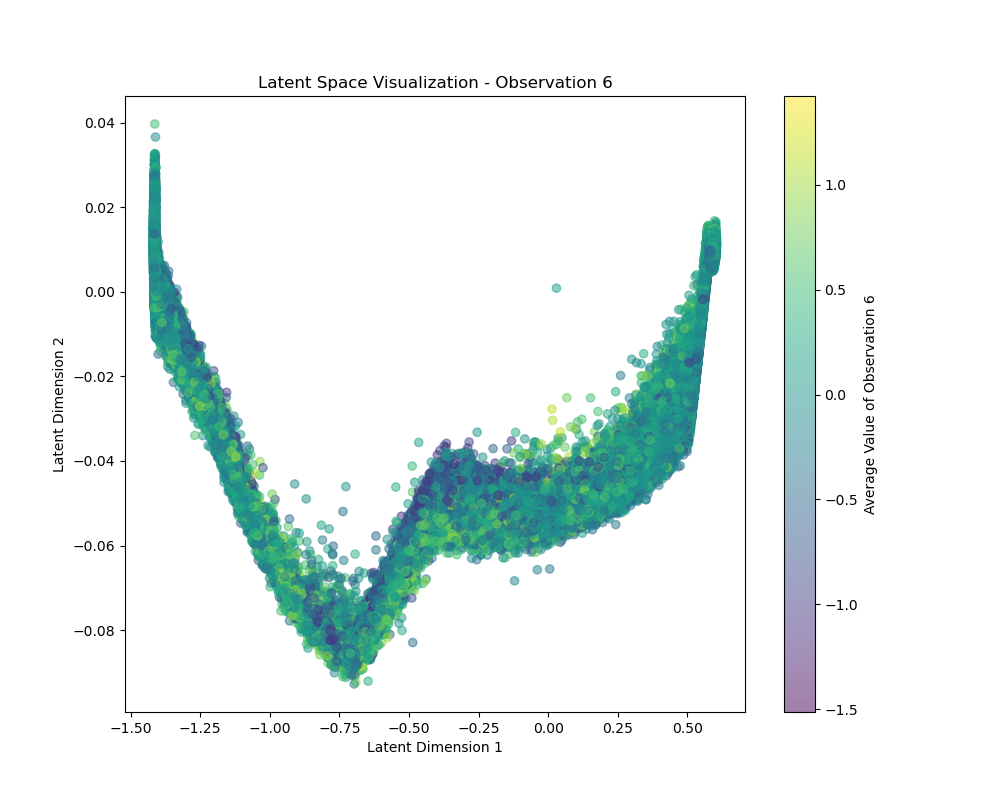 Latent Space Visualization - Observation 6
0.04
0.02
0.00
−0.02
−0.04
−0.06
−0.08
Latent Dimension 2
−1.50 −1.25 −1.00 −0.75 −0.50 −0.25 0.00 0.25 0.50
Latent Dimension 1
1.0
0.5
0.0
−0.5
−1.0
−1.5
Average Value of Observation 6